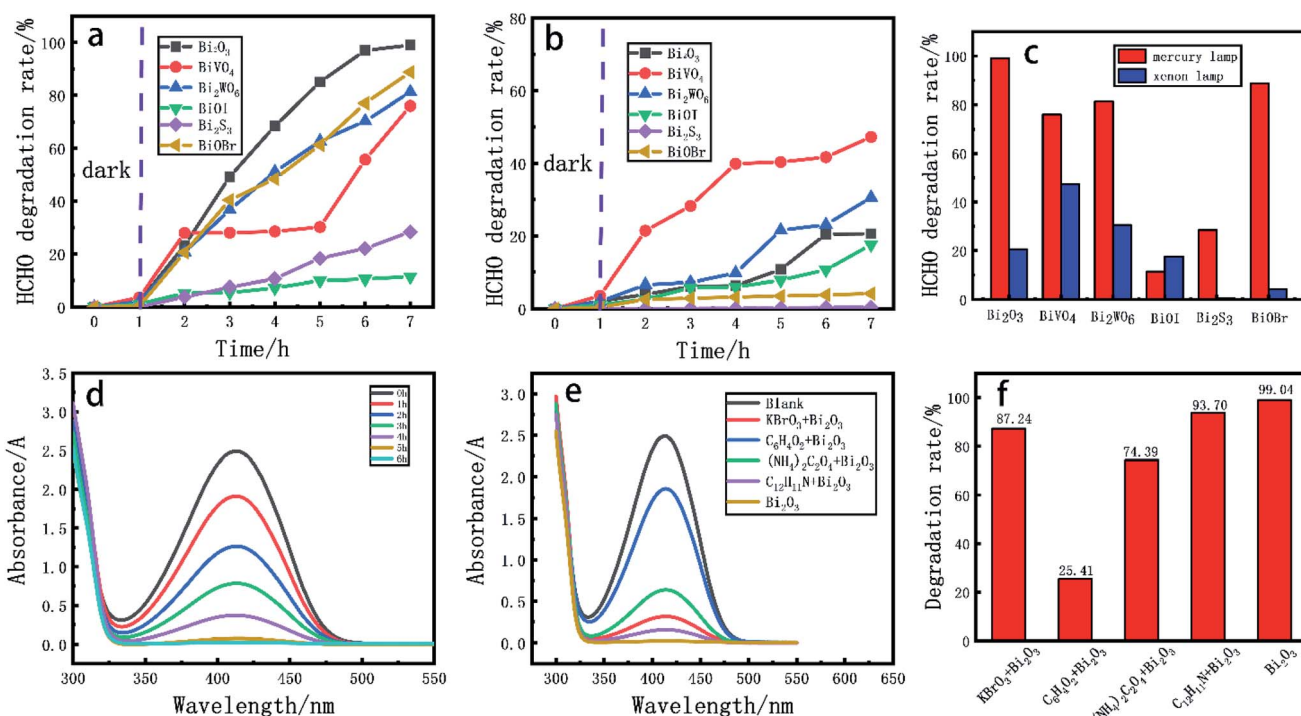 a
HCHO degradation rate/%
100
80
60
40
20
0
Bi₂O₃
BiVO₄
Bi₂WO₆
BiOI
Bi₂S₃
BiOBr
dark
0 1 2 3 4 5 6 7
Time/h
b
HCHO degradation rate/%
80
60
40
20
0
Bi₂O₃
BiVO₄
Bi₂WO₆
BiOI
Bi₂S₃
BiOBr
dark
0 1 2 3 4 5 6 7
Time/h
c
HCHO degradation rate/%
100
80
60
40
20
0
mercury lamp
xenon lamp
Bi₂O₃ BiVO₄ Bi₂WO₆ BiOI Bi₂S₃ BiOBr
d
Absorbance/A
3.5
3.0
2.5
2.0
1.5
1.0
0.5
0.0
0h
1h
2h
3h
4h
5h
6h
300 350 400 450 500 550
Wavelength/nm
e
Absorbance/A
3.0
2.5
2.0
1.5
1.0
0.5
0.0
Blank
KBrO₃+Bi₂O₃
C₆H₄O₂+Bi₂O₃
(NH₄)₂C₂O₄+Bi₂O₃
C₁₂H₁₁N+Bi₂O₃
Bi₂O₃
300 350 400 450 500 550 600 650
Wavelength/nm
f
Degradation rate/%
100
80
60
40
20
0
87.24
25.41
74.39
93.70
99.04
KBrO₃+Bi₂O₃
C₆H₄O₂+Bi₂O₃
NH₄)₂C₂O₄+Bi₂O₃
C₁₂H₁₁N+Bi₂O₃
Bi₂O₃